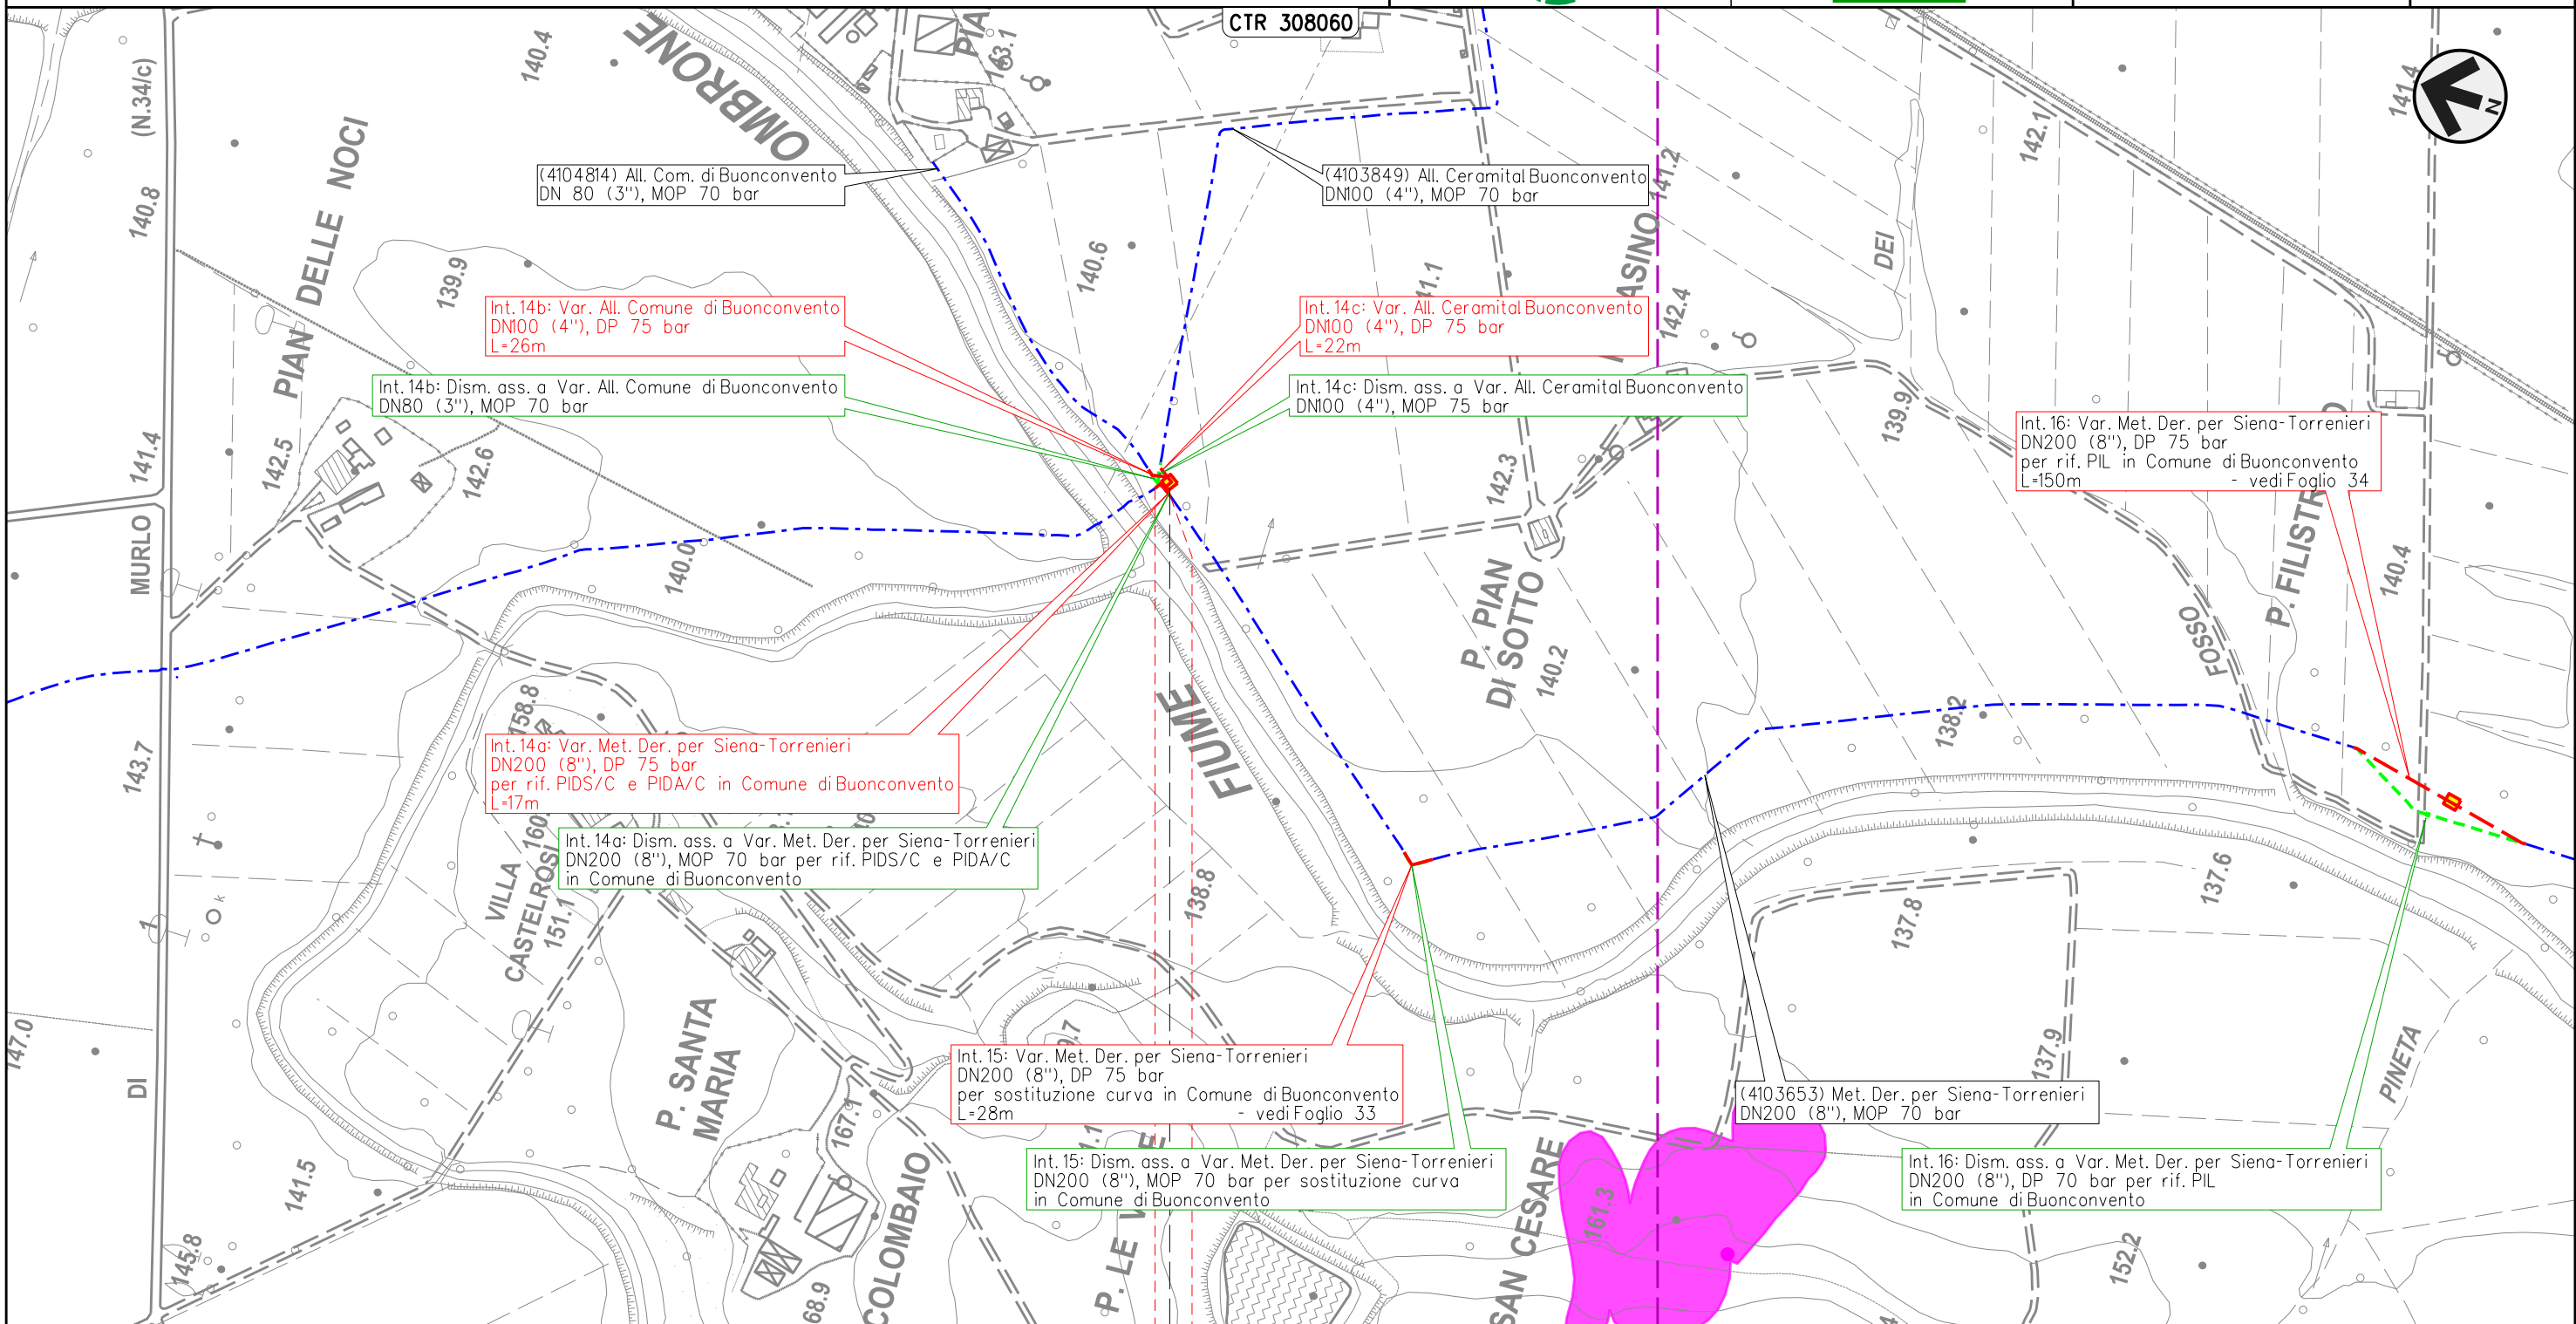 CTR 308060
N
(N.34/c)
140.4
OMBRONE
163.1
141.4
142.1
PIAN DELLE NOCI
140.8
139.9
(4104814) All. Com. di Buonconvento
DN 80 (3"), MOP 70 bar
(4103849) All. Ceramital Buonconvento
DN100 (4"), MOP 70 bar
141.2
140.6
DEI
142.4
Int. 14b: Var. All. Comune di Buonconvento
DN100 (4"), DP 75 bar
L=26m
Int. 14c: Var. All. Ceramital Buonconvento
DN100 (4"), DP 75 bar
L=22m
Int. 14b: Dism. ass. a Var. All. Comune di Buonconvento
DN80 (3"), MOP 70 bar
Int. 14c: Dism. ass. a Var. All. Ceramital Buonconvento
DN100 (4"), MOP 75 bar
139.9
Int. 16: Var. Met. Der. per Siena-Torrenieri
DN200 (8"), DP 75 bar
per rif. PIL in Comune di Buonconvento
L=150m - vedi Foglio 34
141.4
142.5
142.6
142.3
MURLO
140.0
P. PIAN
DI SOTTO
140.2
140.4
FOSSO
158.8
FIUME
138.2
143.7
Int. 14a: Var. Met. Der. per Siena-Torrenieri
DN200 (8"), DP 75 bar
per rif. PIDS/C e PIDA/C in Comune di Buonconvento
L=17m
Int. 14a: Dism. ass. a Var. Met. Der. per Siena-Torrenieri
DN200 (8"), MOP 70 bar per rif. PIDS/C e PIDA/C
in Comune di Buonconvento
VILLA
CASTELROSI
151.1
138.8
137.8
137.6
k
147.0
DI
P. SANTA
MARIA
167.1
Int. 15: Var. Met. Der. per Siena-Torrenieri
DN200 (8"), DP 75 bar
per sostituzione curva in Comune di Buonconvento
L=28m - vedi Foglio 33
137.9
PINETA
(4103653) Met. Der. per Siena-Torrenieri
DN200 (8"), MOP 70 bar
Int. 15: Dism. ass. a Var. Met. Der. per Siena-Torrenieri
DN200 (8"), MOP 70 bar per sostituzione curva
in Comune di Buonconvento
Int. 16: Dism. ass. a Var. Met. Der. per Siena-Torrenieri
DN200 (8"), DP 70 bar per rif. PIL
in Comune di Buonconvento
141.5
145.8
COLOMBAIO
P. LE
SAN CESARE
161.3
152.2
68.9